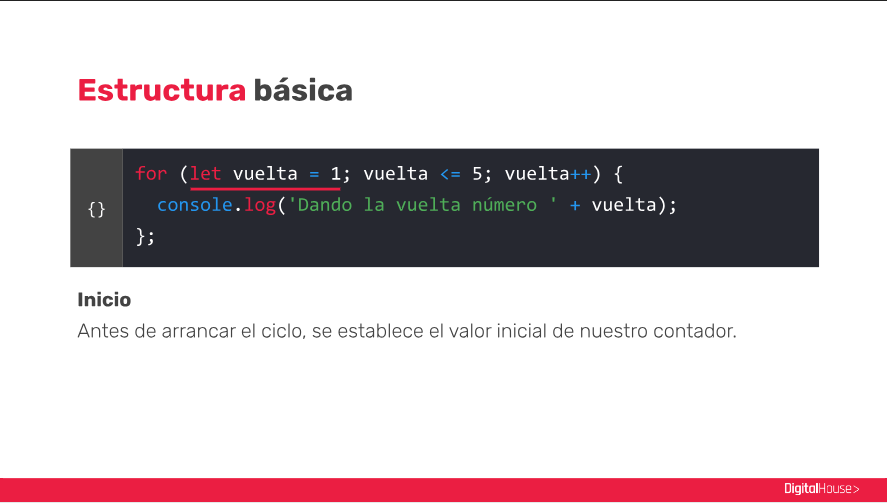 Estructura básica
for (let vuelta = 1; vuelta <= 5; vuelta++) {
{}
console.log('Dando la vuelta número ' + vuelta);
};
Inicio
Antes de arrancar el ciclo, se establece el valor inicial de nuestro contador.
DigitalHouse>